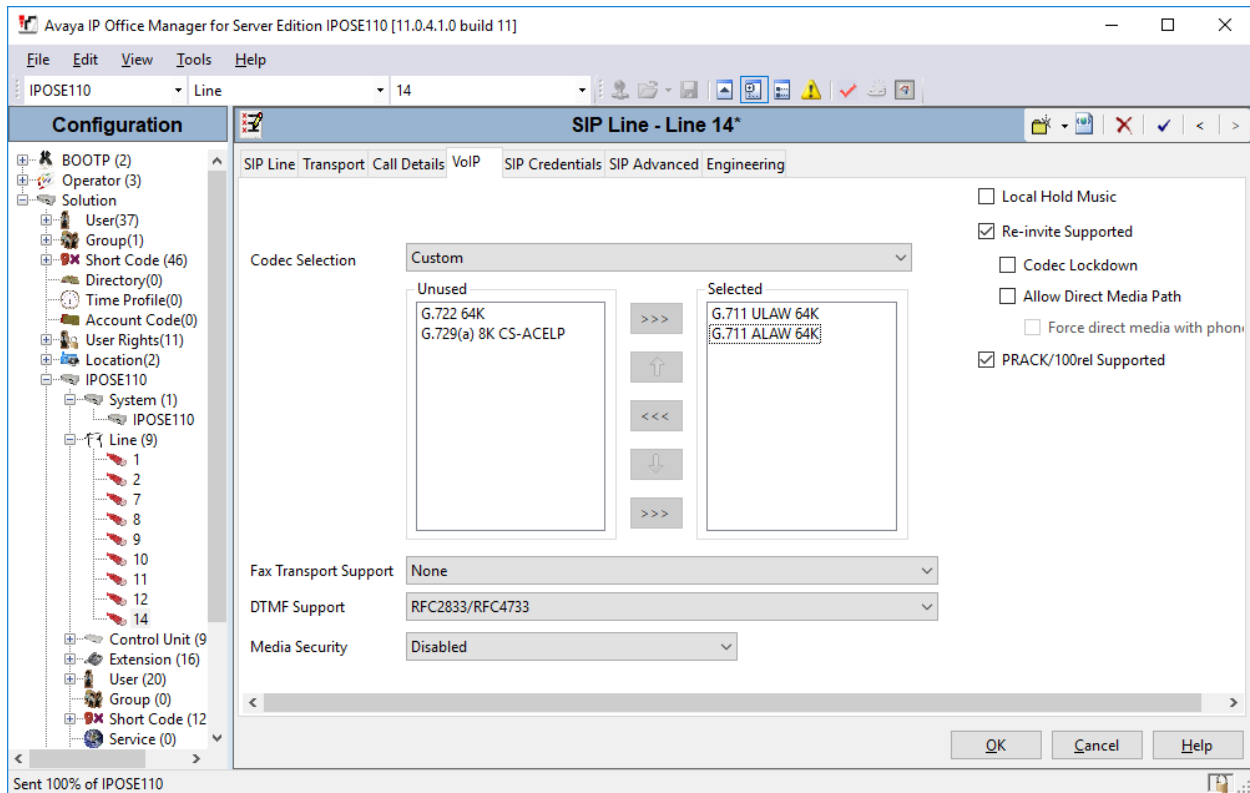 Avaya IP Office Manager for Server Edition IPOSE110 [11.0.4.1.0 build 11]
File Edit View Tools Help
IPOSE110 Line 14
Configuration
BOOTP (2)
Operator (3)
Solution
User(37)
Group(1)
Short Code (46)
Directory(0)
Time Profile(0)
Account Code(0)
User Rights(11)
Location(2)
IPOSE110
System (1)
IPOSE110
Line (9)
1
2
7
8
9
10
11
12
14
Control Unit (9
Extension (16)
User (20)
Group (0)
Short Code (12
Service (0)
SIP Line - Line 14*
SIP Line Transport Call Details VoIP SIP Credentials SIP Advanced Engineering
Codec Selection Custom
Unused
G.722 64K
G.729(a) 8K CS-ACELP
>>>
<<<
>>>
Selected
G.711 ULAW 64K
G.711 ALAW 64K
Fax Transport Support None
DTMF Support RFC2833/RFC4733
Media Security Disabled
Local Hold Music
Re-invite Supported
Codec Lockdown
Allow Direct Media Path
Force direct media with phon
PRACK/100rel Supported
OK Cancel Help
Sent 100% of IPOSE110